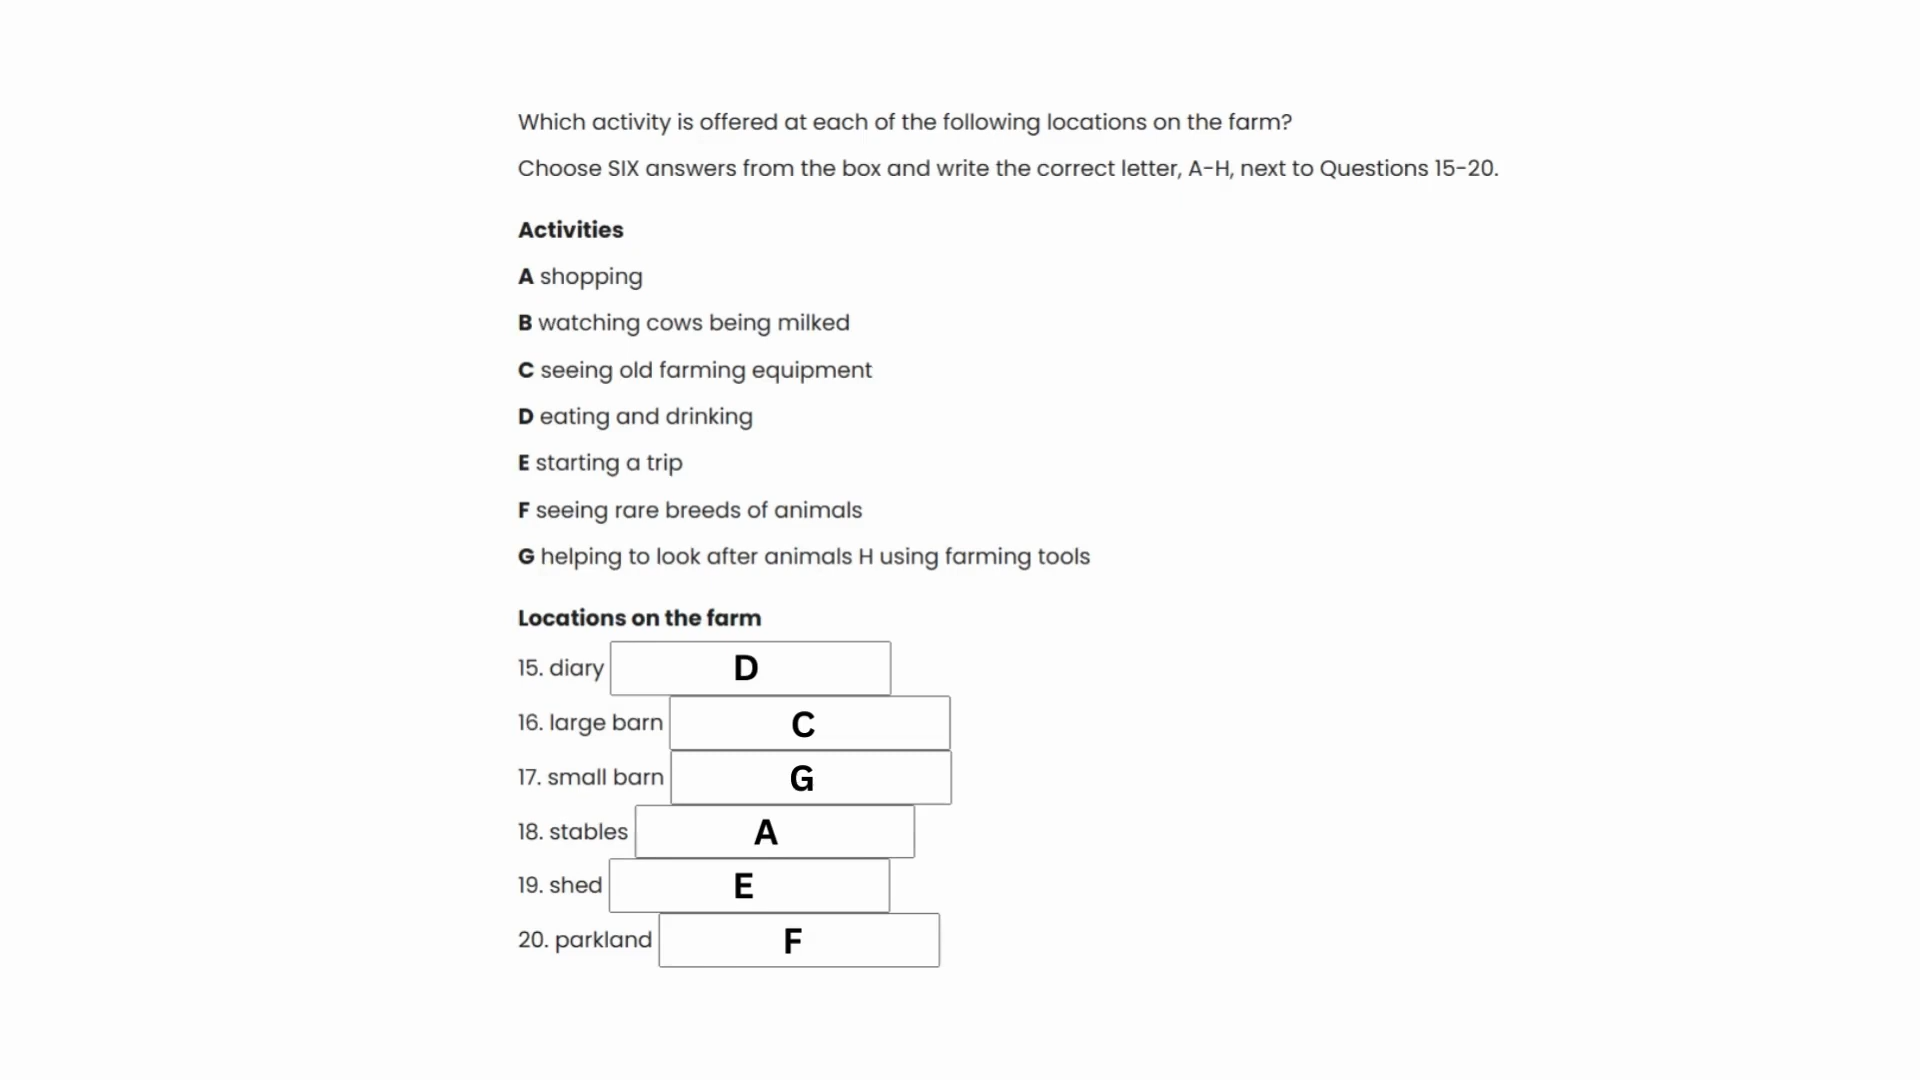 Which activity is offered at each of the following locations on the farm?
Choose SIX answers from the box and write the correct letter, A-H, next to Questions 15-20.
Activities
A shopping
B watching cows being milked
C seeing old farming equipment
D eating and drinking
E starting a trip
F seeing rare breeds of animals
G helping to look after animals H using farming tools
Locations on the farm
15. diary D
16. large barn C
17. small barn G
18. stables A
19. shed E
20. parkland F